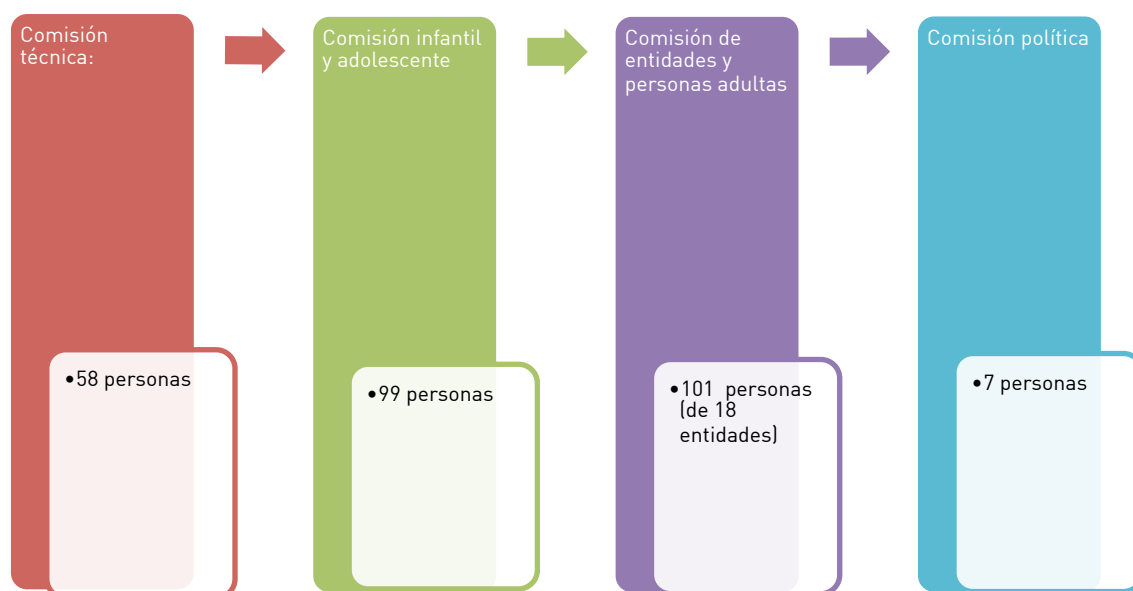 Comisión
técnica:
•58 personas
Comisión infantil
y adolescente
•99 personas
Comisión de
entidades y
personas adultas
•101 personas
(de 18
entidades)
Comisión política
•7 personas